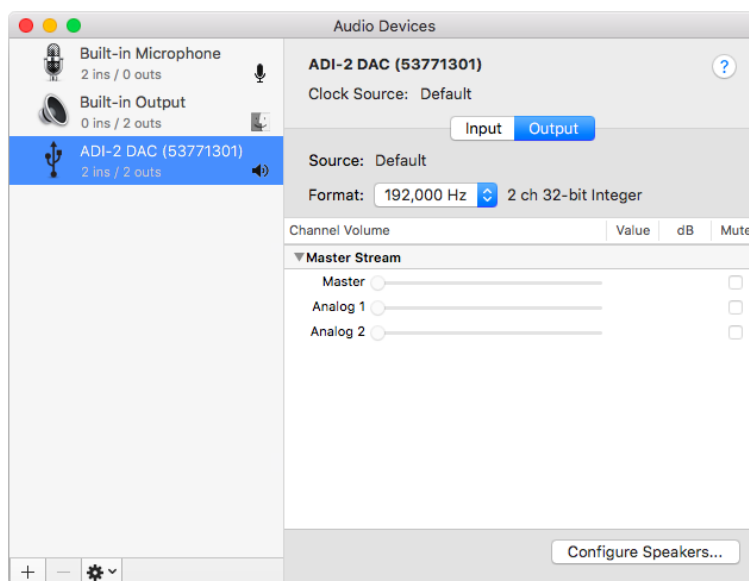 Audio Devices
Built-in Microphone
2 ins / 0 outs
Built-in Output
0 ins / 2 outs
ADI-2 DAC (53771301)
2 ins / 2 outs
ADI-2 DAC (53771301)
?
Clock Source: Default
Input Output
Source: Default
Format: 192,000 Hz 2 ch 32-bit Integer
Channel Volume Value dB Mute
Master Stream
Master
Analog 1
Analog 2
Configure Speakers...